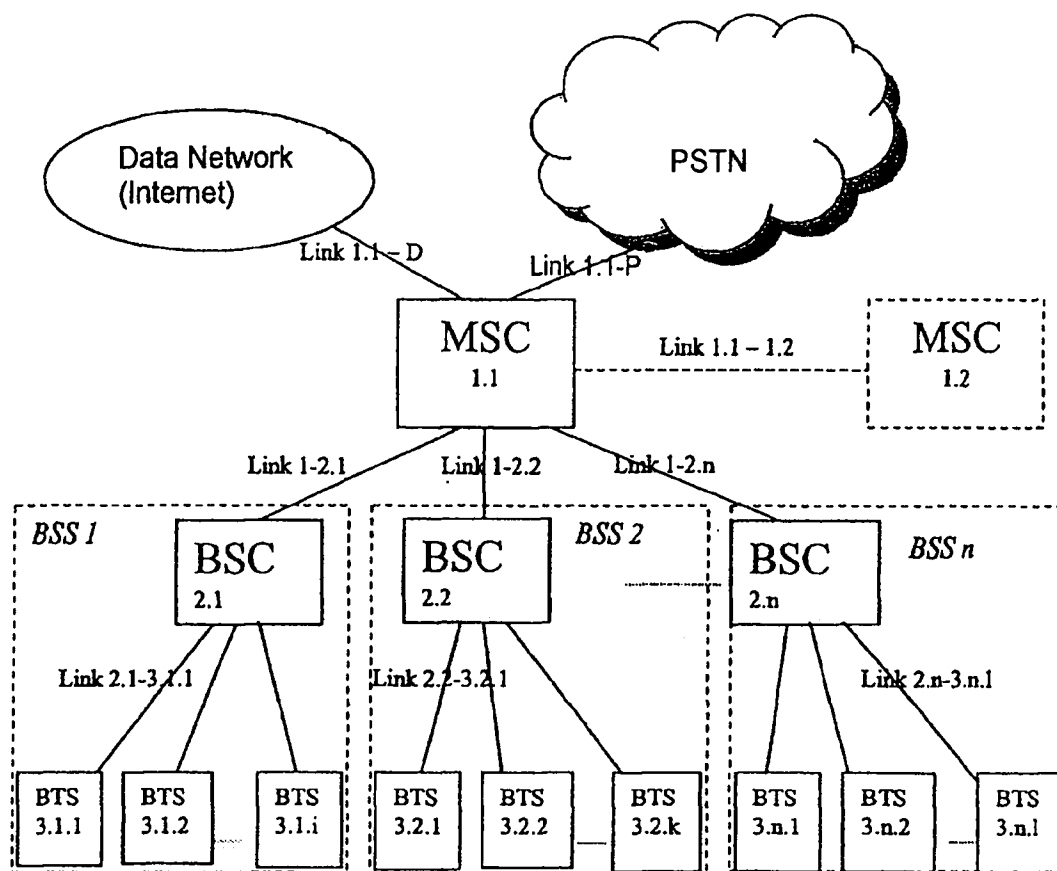 Data Network
(Internet)
PSTN
Link 1.1 – D
Link 1.1-P
MSC
1.1
Link 1.1 – 1.2
MSC
1.2
Link 1-2.1
Link 1-2.2
Link 1-2.n
BSS 1
BSC
2.1
BSC
2.2
BSS 2
BSC
2.n
BSS n
Link 2.1-3.1.1
Link 2.2-3.2.1
Link 2.n-3.n.l
BTS
3.1.1
BTS
3.1.2
BTS
3.1.i
BTS
3.2.1
BTS
3.2.2
BTS
3.2.k
BTS
3.n.1
BTS
3.n.2
BTS
3.n.l